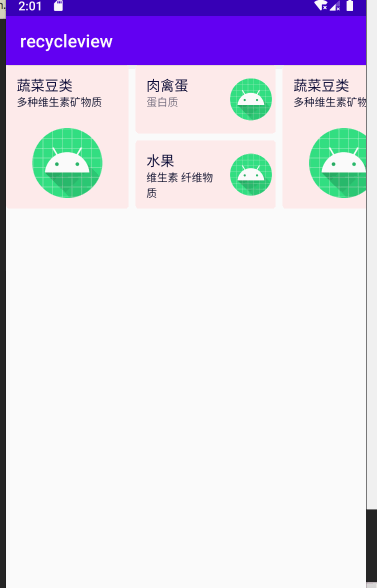 2:01
recycleview
蔬菜豆类
多种维生素矿物质
肉禽蛋
蛋白质
水果
维生素 纤维物
质
蔬菜豆类
多种维生素矿物